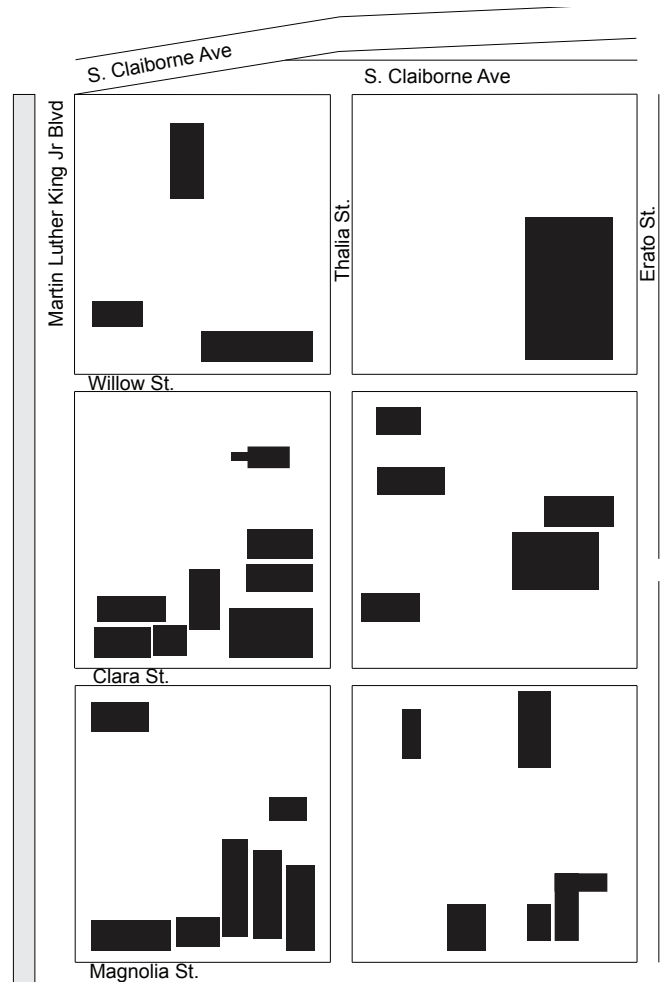 S. Claiborne Ave
S. Claiborne Ave
Martin Luther King Jr Blvd
Thalia St.
Erato St.
Willow St.
Clara St.
Magnolia St.